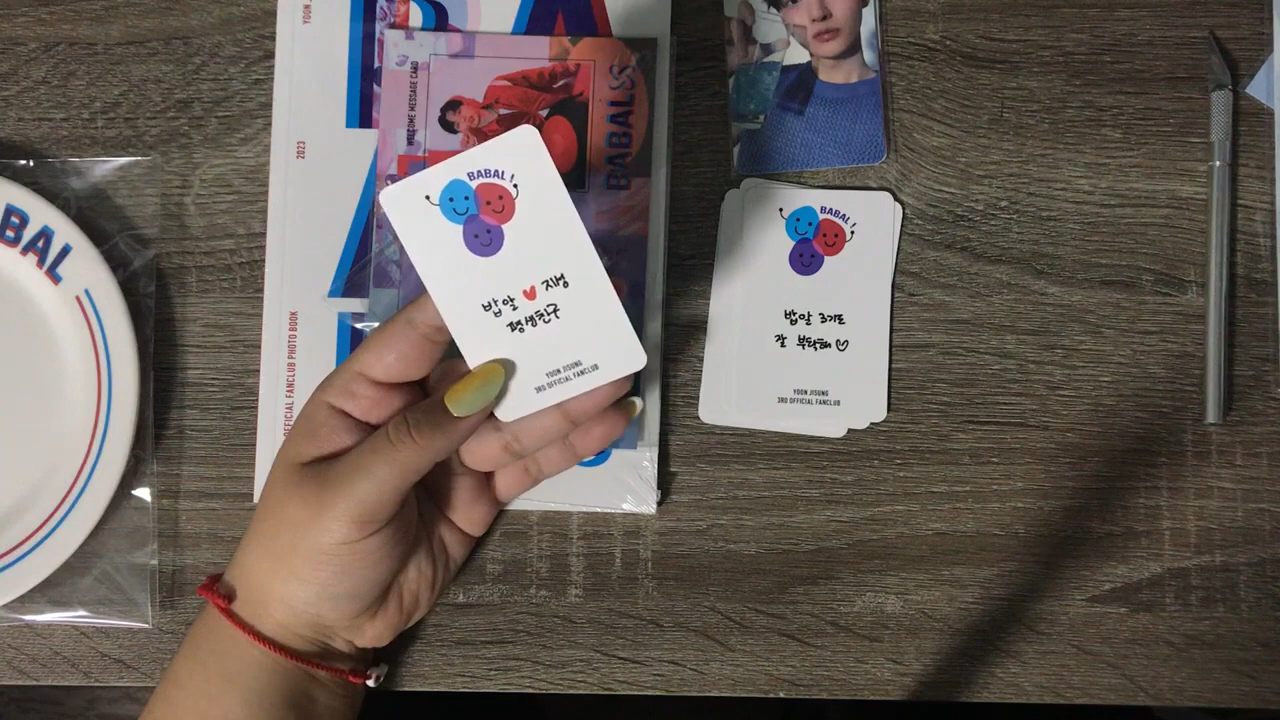 BABAL
YOON J
2023
OFFICIAL FANCLUB PHOTO BOOK
WELCOME MESSAGE CARD
BABALSS
BABAL !
밥알 ❤ 지성
평생친구
YOON JISUNG
3RD OFFICIAL FANCLUB
BABAL !
밥알 3기도
잘 부탁해 ♡
YOON JISUNG
3RD OFFICIAL FANCLUB